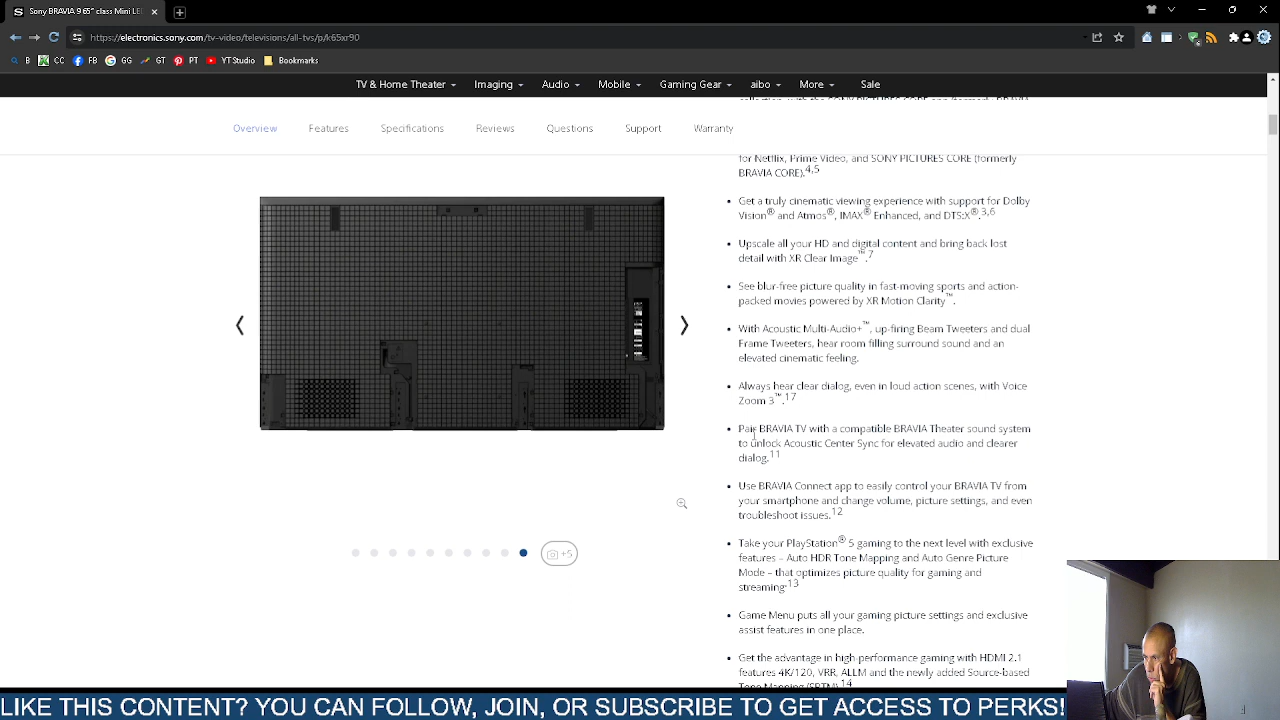 Sony BRAVIA 9 65" class Mini LE
https://electronics.sony.com/tv-video/televisions/all-tvs/p/k65xr90
B CC FB GG GT PT YT Studio Bookmarks
TV & Home Theater Imaging Audio Mobile Gaming Gear aibo More Sale
Overview Features Specifications Reviews Questions Support Warranty
for Netflix, Prime Video, and SONY PICTURES CORE (formerly
BRAVIA CORE).4,5
Get a truly cinematic viewing experience with support for Dolby
Vision® and Atmos®, IMAX® Enhanced, and DTS:X®.3,6
Upscale all your HD and digital content and bring back lost
detail with XR Clear Image™.7
See blur-free picture quality in fast-moving sports and action-
packed movies powered by XR Motion Clarity™.
With Acoustic Multi-Audio+™, up-firing Beam Tweeters and dual
Frame Tweeters, hear room filling surround sound and an
elevated cinematic feeling.
Always hear clear dialog, even in loud action scenes, with Voice
Zoom 3™.17
Pair BRAVIA TV with a compatible BRAVIA Theater sound system
to unlock Acoustic Center Sync for elevated audio and clearer
dialog.11
Use BRAVIA Connect app to easily control your BRAVIA TV from
your smartphone and change volume, picture settings, and even
troubleshoot issues.12
Take your PlayStation® 5 gaming to the next level with exclusive
features – Auto HDR Tone Mapping and Auto Genre Picture
Mode – that optimizes picture quality for gaming and
streaming.13
Game Menu puts all your gaming picture settings and exclusive
assist features in one place.
Get the advantage in high-performance gaming with HDMI 2.1
features 4K/120, VRR, ALLM and the newly added Source-based
Tone Mapping (SBTM).14
+5
LIKE THIS CONTENT? YOU CAN FOLLOW, JOIN, OR SUBSCRIBE TO GET ACCESS TO PERKS!